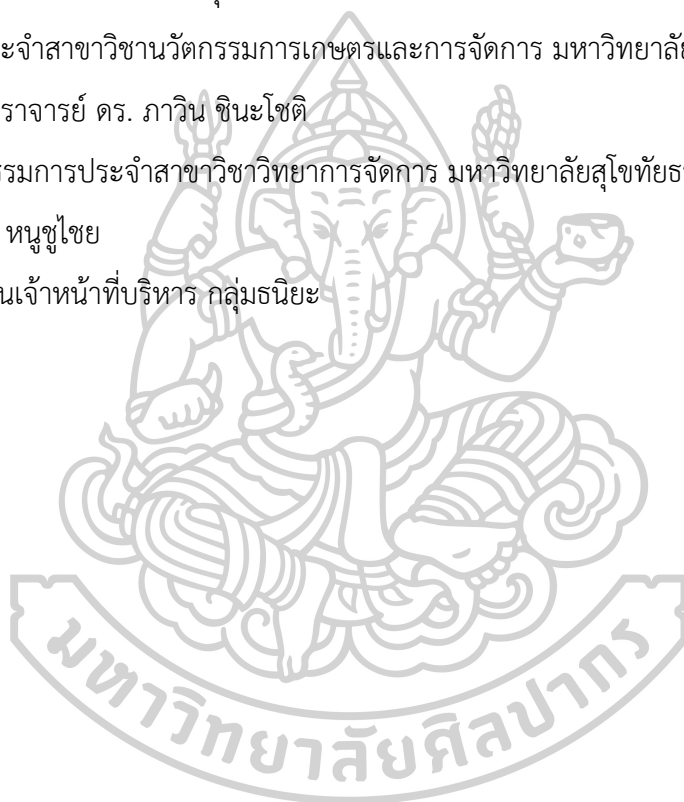 ะจำสาขาวิชานวัตกรรมการเกษตรและการจัดการ มหาวิทยาลัย
ราจารย์ ดร. ภาวิน ชินะโชติ
รรมการประจำสาขาวิชาวิทยาการจัดการ มหาวิทยาลัยสุโขทัยธ
หนูชูไชย
นเจ้าหน้าที่บริหาร กลุ่มธนิยะ
มหาวิทยาลัยศิลปากร